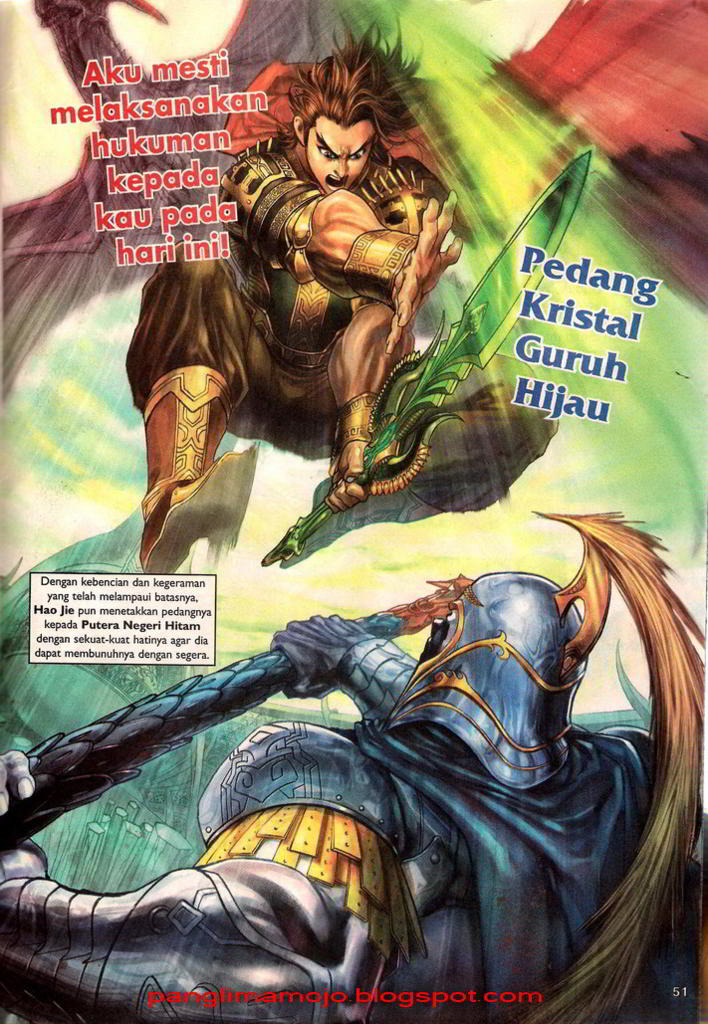 Aku mesti
melaksanakan
hukuman
kepada
kau pada
hari ini!
Pedang
Kristal
Guruh
Hijau
Dengan kebencian dan kegeraman
yang telah melampaui batasnya,
Hao Jie pun menetakkan pedangnya
kepada Putera Negeri Hitam
dengan sekuat-kuat hatinya agar dia
dapat membunuhnya dengan segera.
51
panglimamojo.blogspot.com